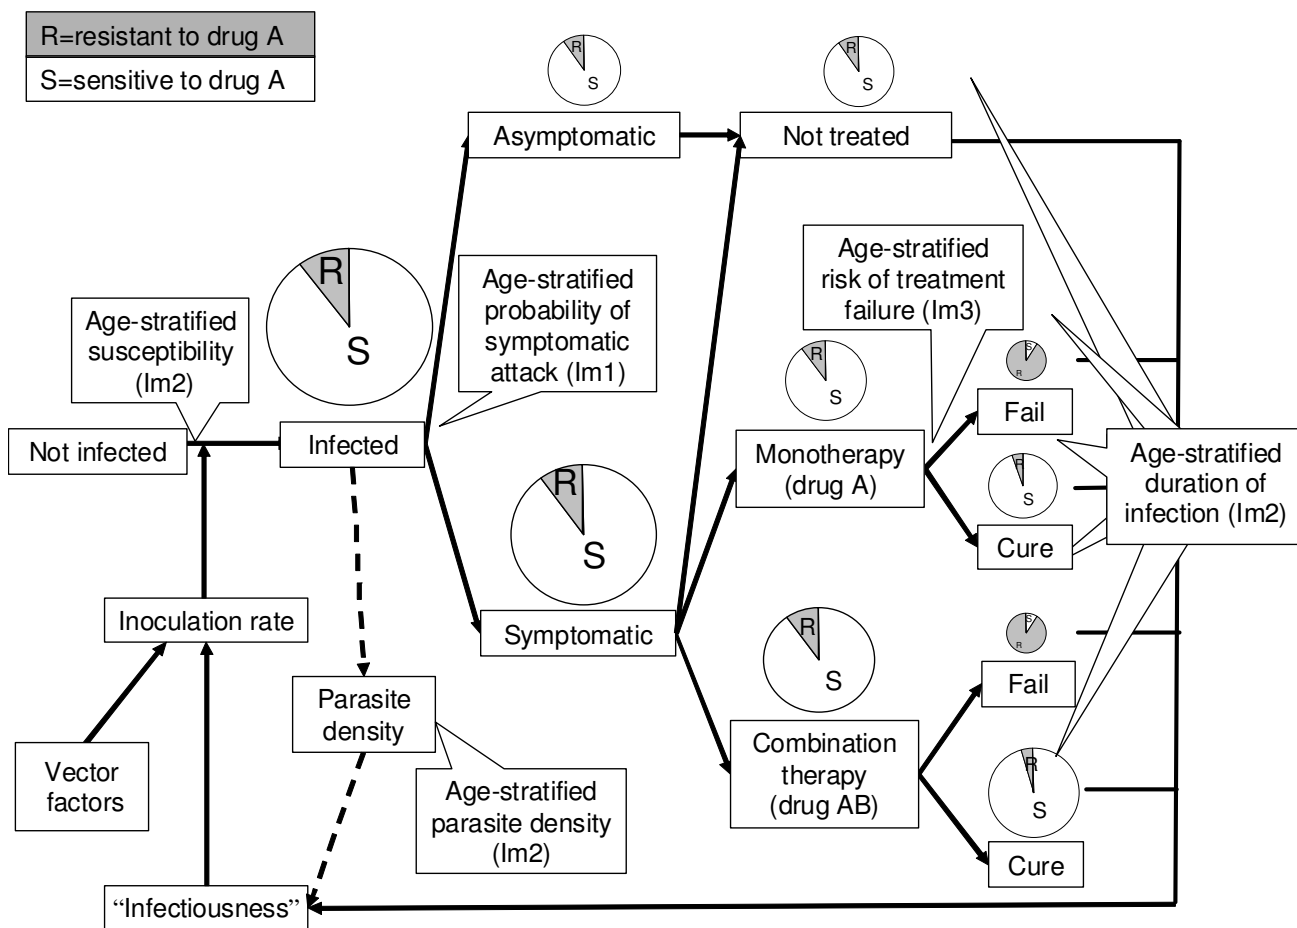 R=resistant to drug A
S=sensitive to drug A
R
S
R
S
Asymptomatic
Not treated
Age-stratified
susceptibility
(Im2)
R
S
Age-stratified
probability of
symptomatic
attack (Im1)
Age-stratified
risk of treatment
failure (Im3)
R
S
S
R
Fail
Not infected
Infected
Monotherapy
(drug A)
R
S
Cure
Age-stratified
duration of
infection (Im2)
R
S
Symptomatic
Inoculation rate
R
S
S
R
Fail
Parasite
density
Vector
factors
Age-stratified
parasite density
(Im2)
Combination
therapy
(drug AB)
R
S
Cure
“Infectiousness”